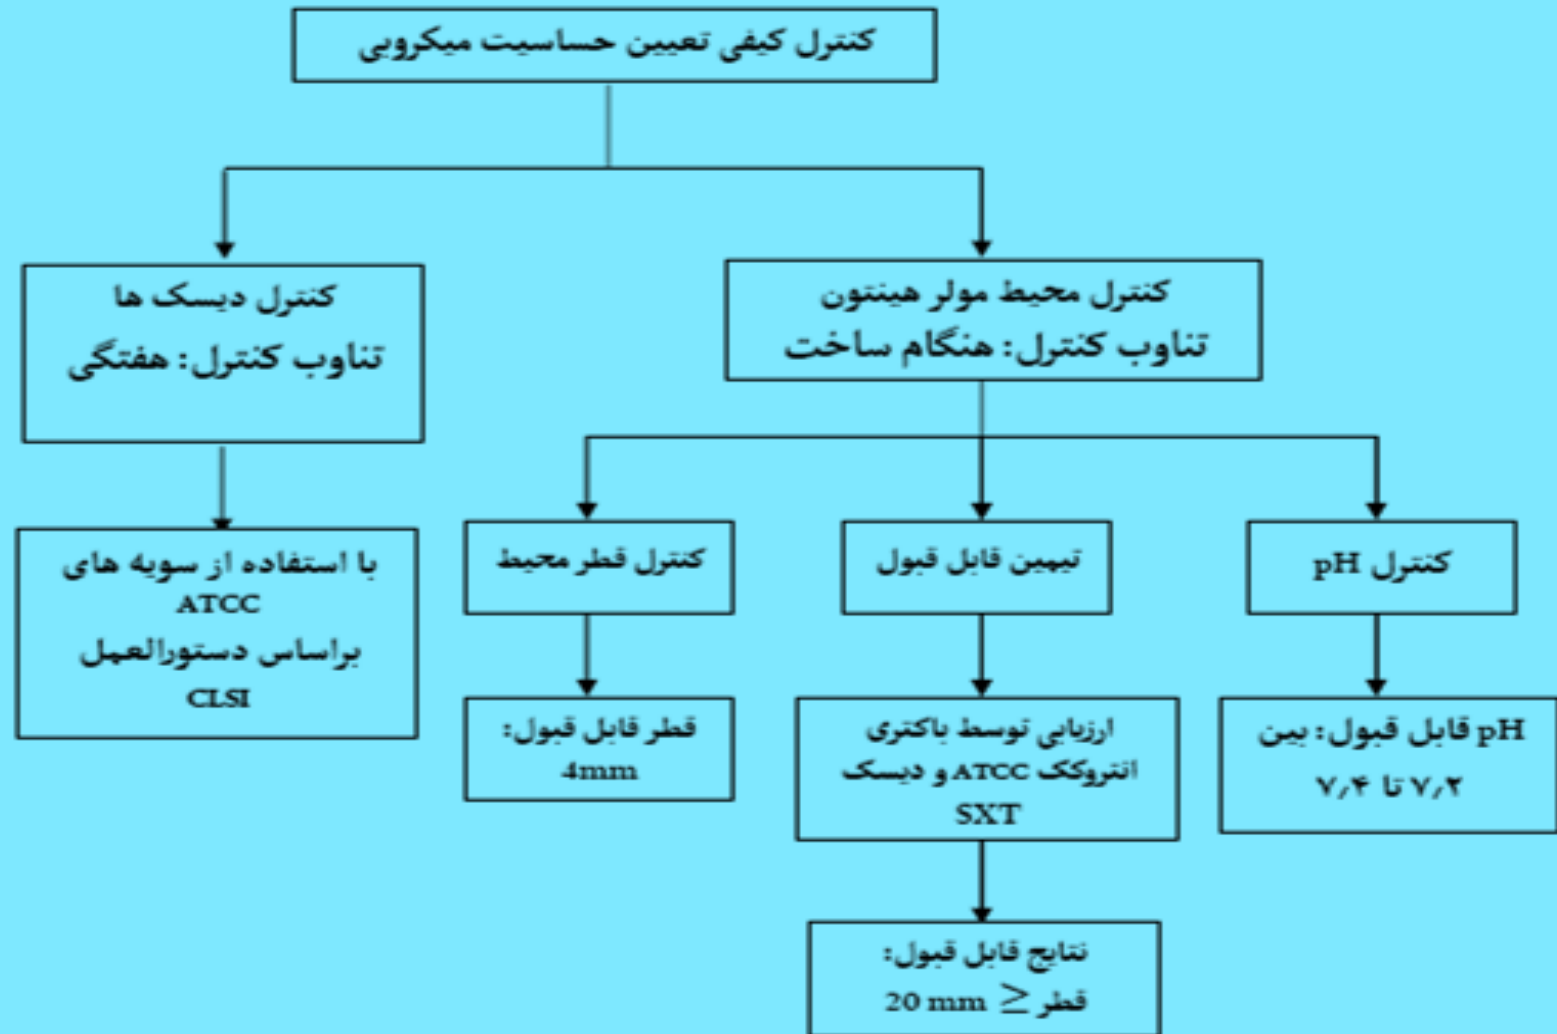 کنترل کیفی تعیین حساسیت میکروبی
کنترل محیط مولر هینتون
تناوب کنترل: هنگام ساخت
کنترل دیسک ها
تناوب کنترل: هفتگی
کنترل pH
تیمین قابل قبول
کنترل قطر محیط
با استفاده از سویه های
ATCC
براساس دستورالعمل
CLSI
pH قابل قبول: بین
۷٫۲ تا ۷٫۴
ارزیابی توسط باکتری
انتروکک ATCC و دیسک
SXT
قطر قابل قبول:
4mm
نتایج قابل قبول:
قطر ≥ 20 mm